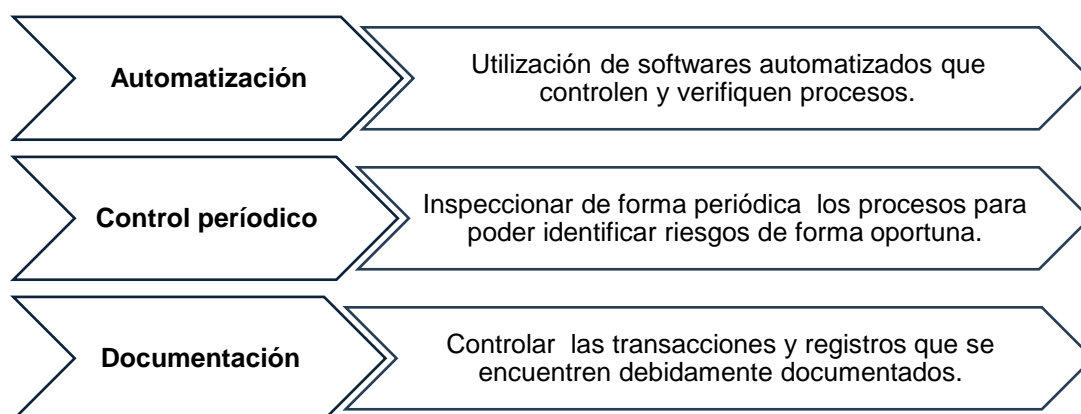 Automatización
Utilización de softwares automatizados que
controlen y verifiquen procesos.
Control períodico
Inspeccionar de forma periódica  los procesos para
poder identificar riesgos de forma oportuna.
Documentación
Controlar  las transacciones y registros que se
encuentren debidamente documentados.